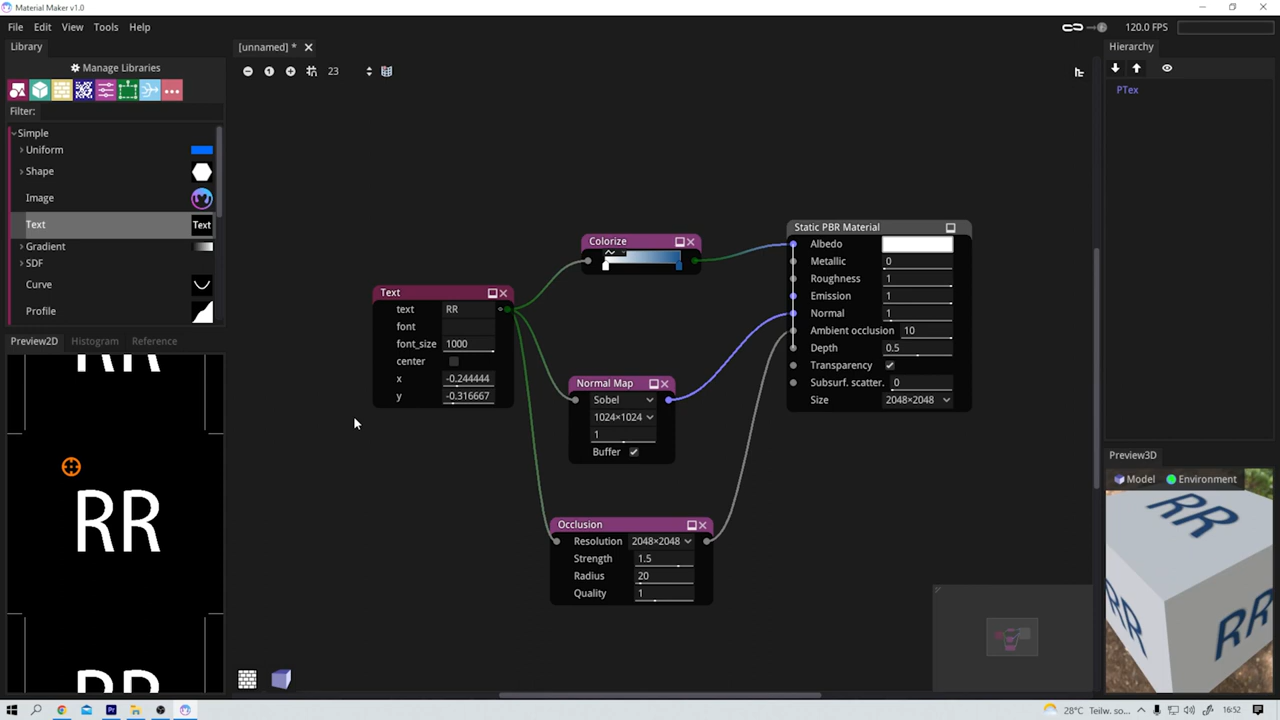 Material Maker v1.0
File Edit View Tools Help
120.0 FPS
Library
[unnamed] *
Hierarchy
Manage Libraries
23
Filter:
PTex
Simple
Uniform
Shape
Image
Text
Text
Gradient
SDF
Curve
Profile
Colorize
Static PBR Material
Albedo
Metallic 0
Roughness 1
Emission 1
Normal 1
Ambient occlusion 10
Depth 0.5
Transparency
Subsurf. scatter. 0
Size 2048×2048
Text
text RR
font
font_size 1000
center
x -0.244444
y -0.316667
Normal Map
Sobel
1024×1024
1
Buffer
Occlusion
Resolution 2048×2048
Strength 1.5
Radius 20
Quality 1
Preview2D Histogram Reference
RR
RR
RR
Preview3D
Model Environment
RR
RR
RR
28°C Teilw. so...
16:52